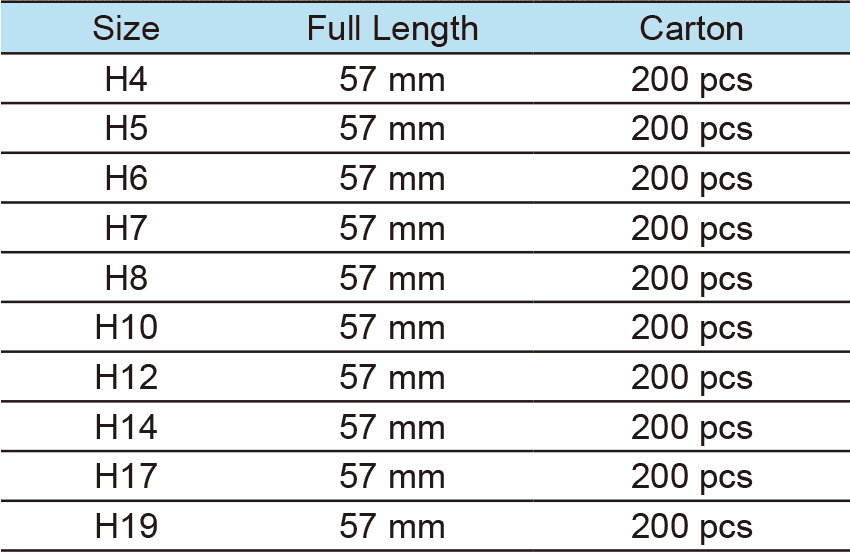 Size Full Length Carton
H4 57 mm 200 pcs
H5 57 mm 200 pcs
H6 57 mm 200 pcs
H7 57 mm 200 pcs
H8 57 mm 200 pcs
H10 57 mm 200 pcs
H12 57 mm 200 pcs
H14 57 mm 200 pcs
H17 57 mm 200 pcs
H19 57 mm 200 pcs